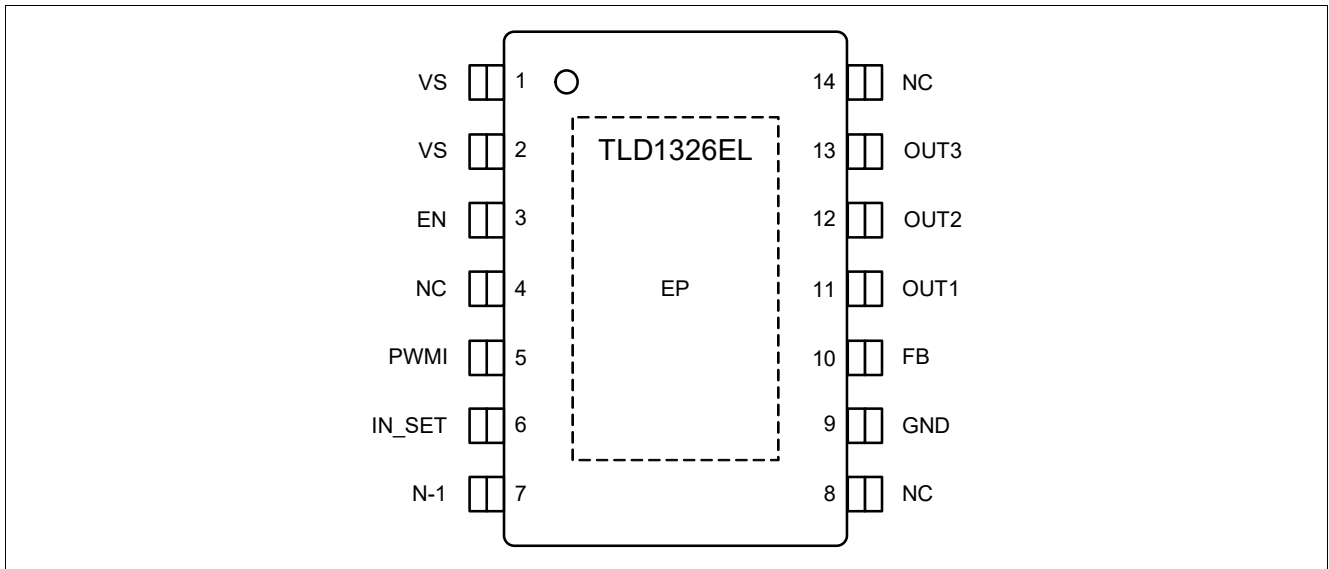 VS 1 14 NC
VS 2 TLD1326EL 13 OUT3
EN 3 12 OUT2
NC 4 EP 11 OUT1
PWMI 5 10 FB
IN_SET 6 9 GND
N-1 7 8 NC